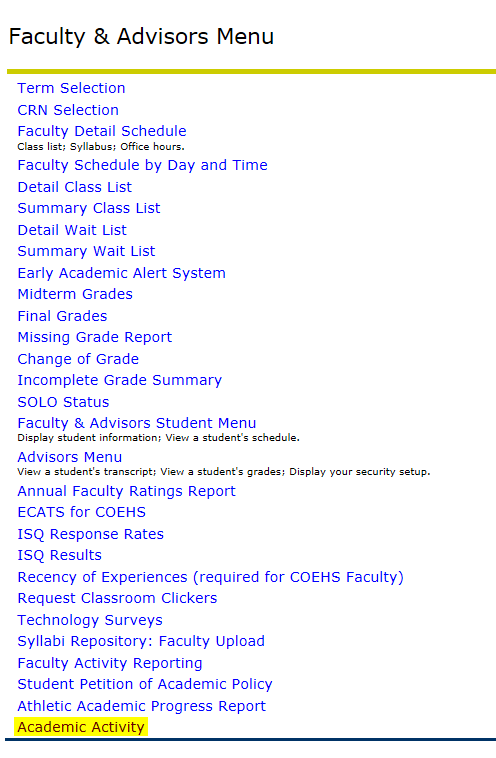 Faculty & Advisors Menu
Term Selection
CRN Selection
Faculty Detail Schedule
Class list; Syllabus; Office hours.
Faculty Schedule by Day and Time
Detail Class List
Summary Class List
Detail Wait List
Summary Wait List
Early Academic Alert System
Midterm Grades
Final Grades
Missing Grade Report
Change of Grade
Incomplete Grade Summary
SOLO Status
Faculty & Advisors Student Menu
Display student information; View a student's schedule.
Advisors Menu
View a student's transcript; View a student's grades; Display your security setup.
Annual Faculty Ratings Report
ECATS for COEHS
ISQ Response Rates
ISQ Results
Recency of Experiences (required for COEHS Faculty)
Request Classroom Clickers
Technology Surveys
Syllabi Repository: Faculty Upload
Faculty Activity Reporting
Student Petition of Academic Policy
Athletic Academic Progress Report
Academic Activity